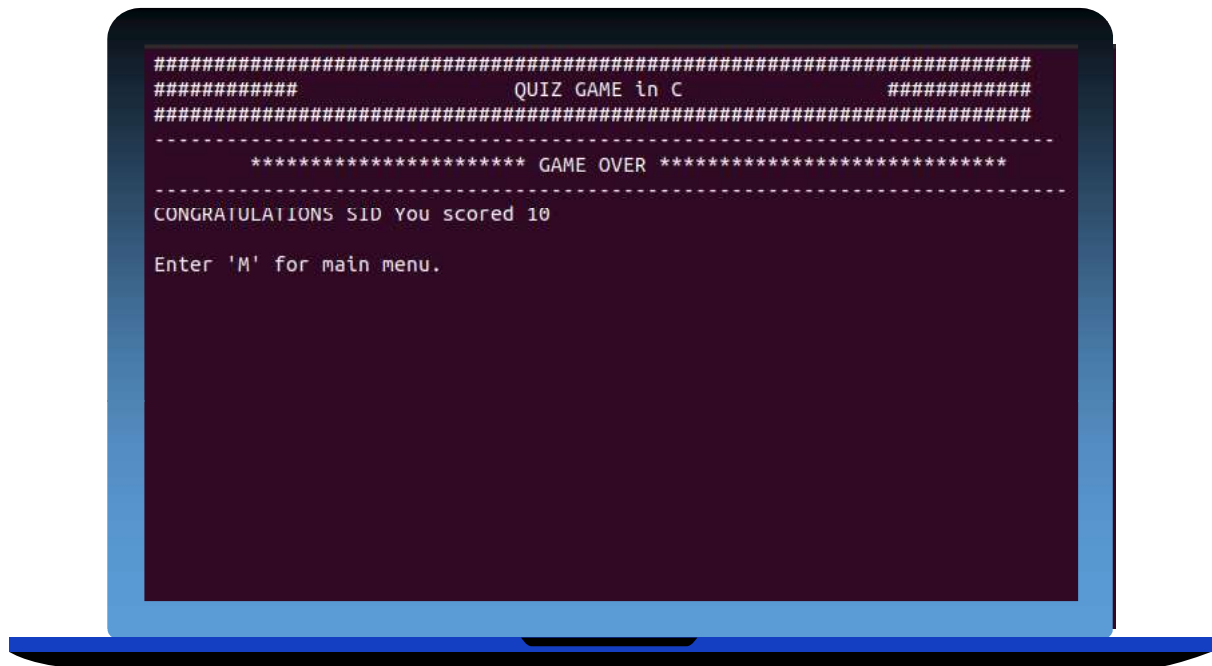 #########################################################################
############ QUIZ GAME in C ############
#########################################################################
---------------------------------------------------------------------------
*********************** GAME OVER *****************************
----------------------------------------------------------------------------
CONGRATULATIONS SID You scored 10
Enter 'M' for main menu.